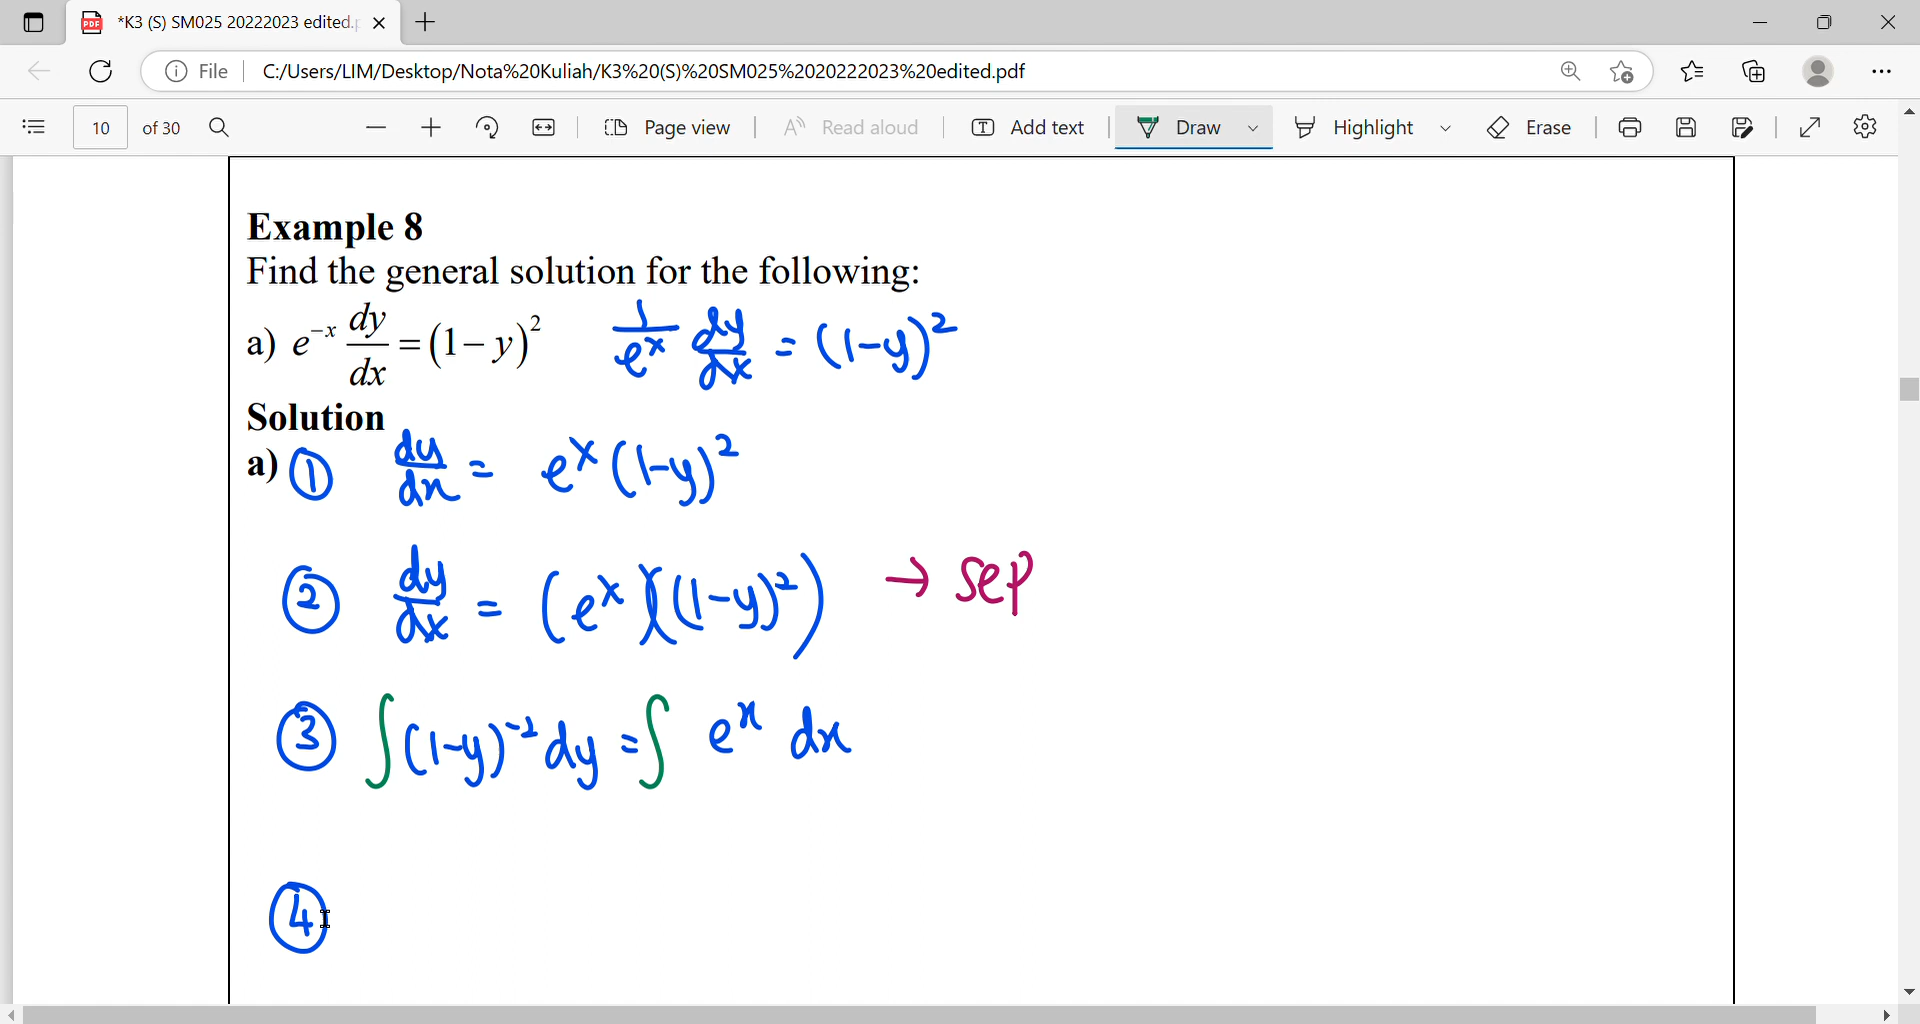 *K3 (S) SM025 20222023 edited.p
File C:/Users/LIM/Desktop/Nota%20Kuliah/K3%20(S)%20SM025%2020222023%20edited.pdf
10 of 30 Page view Read aloud Add text Draw Highlight Erase
Example 8
Find the general solution for the following:
a) e^{-x} dy/dx = (1 − y)^2 1/e^x dy/dx = (1-y)^2
Solution
a) ① dy/dx = e^x (1-y)^2
② dy/dx = (e^x)((1-y)^2) → sep
③ ∫(1-y)^{-2} dy = ∫ e^x dx
④